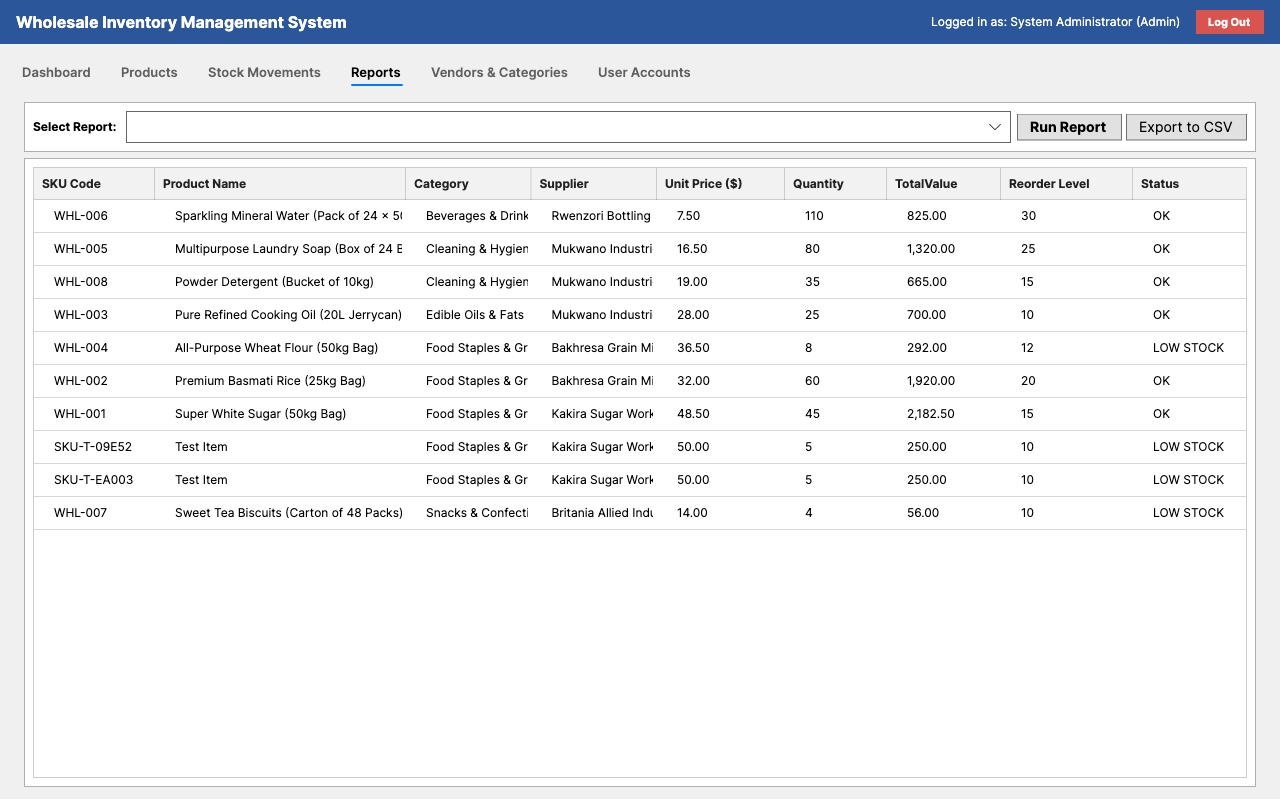 Wholesale Inventory Management System
Logged in as: System Administrator (Admin) Log Out
Dashboard Products Stock Movements Reports Vendors & Categories User Accounts
Select Report: Run Report Export to CSV
SKU Code Product Name Category Supplier Unit Price ($) Quantity TotalValue Reorder Level Status
WHL-006 Sparkling Mineral Water (Pack of 24 × 50 Beverages & Drink Rwenzori Bottling 7.50 110 825.00 30 OK
WHL-005 Multipurpose Laundry Soap (Box of 24 B Cleaning & Hygien Mukwano Industri 16.50 80 1,320.00 25 OK
WHL-008 Powder Detergent (Bucket of 10kg) Cleaning & Hygien Mukwano Industri 19.00 35 665.00 15 OK
WHL-003 Pure Refined Cooking Oil (20L Jerrycan) Edible Oils & Fats Mukwano Industri 28.00 25 700.00 10 OK
WHL-004 All-Purpose Wheat Flour (50kg Bag) Food Staples & Gr Bakhresa Grain Mi 36.50 8 292.00 12 LOW STOCK
WHL-002 Premium Basmati Rice (25kg Bag) Food Staples & Gr Bakhresa Grain Mi 32.00 60 1,920.00 20 OK
WHL-001 Super White Sugar (50kg Bag) Food Staples & Gr Kakira Sugar Work 48.50 45 2,182.50 15 OK
SKU-T-09E52 Test Item Food Staples & Gr Kakira Sugar Work 50.00 5 250.00 10 LOW STOCK
SKU-T-EA003 Test Item Food Staples & Gr Kakira Sugar Work 50.00 5 250.00 10 LOW STOCK
WHL-007 Sweet Tea Biscuits (Carton of 48 Packs) Snacks & Confecti Britania Allied Indu 14.00 4 56.00 10 LOW STOCK